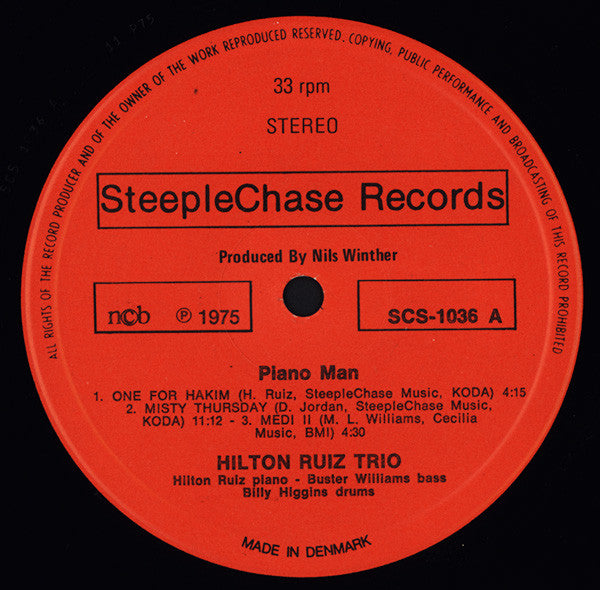 ALL RIGHTS OF THE RECORD PRODUCER AND OF THE OWNER OF THE WORK REPRODUCED RESERVED. COPYING, PUBLIC PERFORMANCE AND BROADCASTING OF THIS RECORD PROHIBITED
33 rpm
STEREO
SteepleChase Records
Produced By Nils Winther
ncb ℗ 1975
SCS-1036 A
Piano Man
1. ONE FOR HAKIM (H. Ruiz, SteepleChase Music, KODA) 4:15
2. MISTY THURSDAY (D. Jordan, SteepleChase Music,
KODA) 11:12 - 3. MEDI II (M. L. Williams, Cecilia
Music, BMI) 4:30
HILTON RUIZ TRIO
Hilton Ruiz piano - Buster Williams bass
Billy Higgins drums
MADE IN DENMARK